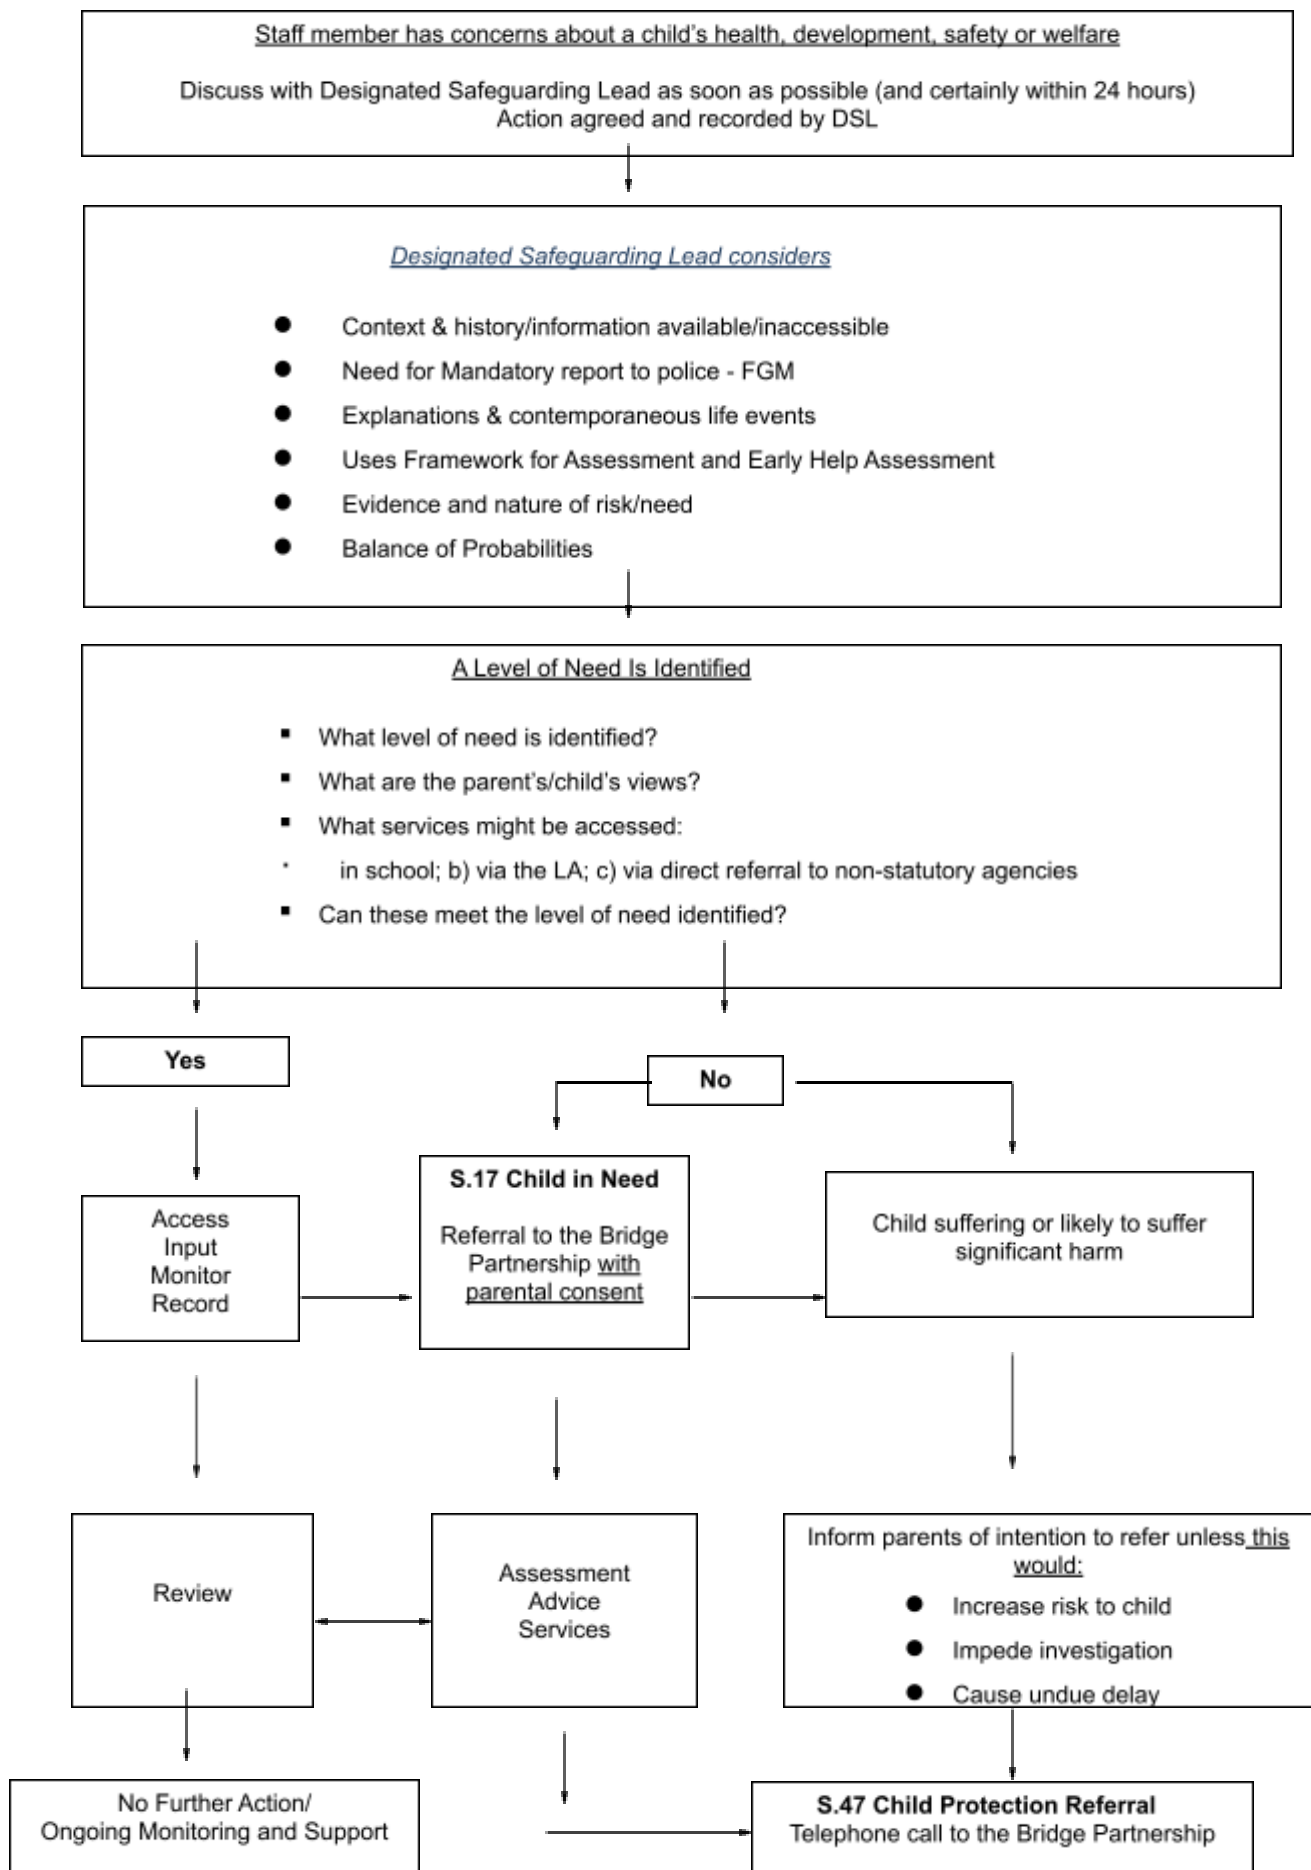 Staff member has concerns about a child's health, development, safety or welfare
Discuss with Designated Safeguarding Lead as soon as possible (and certainly within 24 hours)
Action agreed and recorded by DSL
Designated Safeguarding Lead considers
● Context & history/information available/inaccessible
● Need for Mandatory report to police - FGM
● Explanations & contemporaneous life events
● Uses Framework for Assessment and Early Help Assessment
● Evidence and nature of risk/need
● Balance of Probabilities
A Level of Need Is Identified
▪ What level of need is identified?
▪ What are the parent's/child's views?
▪ What services might be accessed:
* in school; b) via the LA; c) via direct referral to non-statutory agencies
▪ Can these meet the level of need identified?
Yes
No
Access
Input
Monitor
Record
S.17 Child in Need
Referral to the Bridge
Partnership with
parental consent
Child suffering or likely to suffer
significant harm
Review
Assessment
Advice
Services
Inform parents of intention to refer unless this
would:
● Increase risk to child
● Impede investigation
● Cause undue delay
No Further Action/
Ongoing Monitoring and Support
S.47 Child Protection Referral
Telephone call to the Bridge Partnership